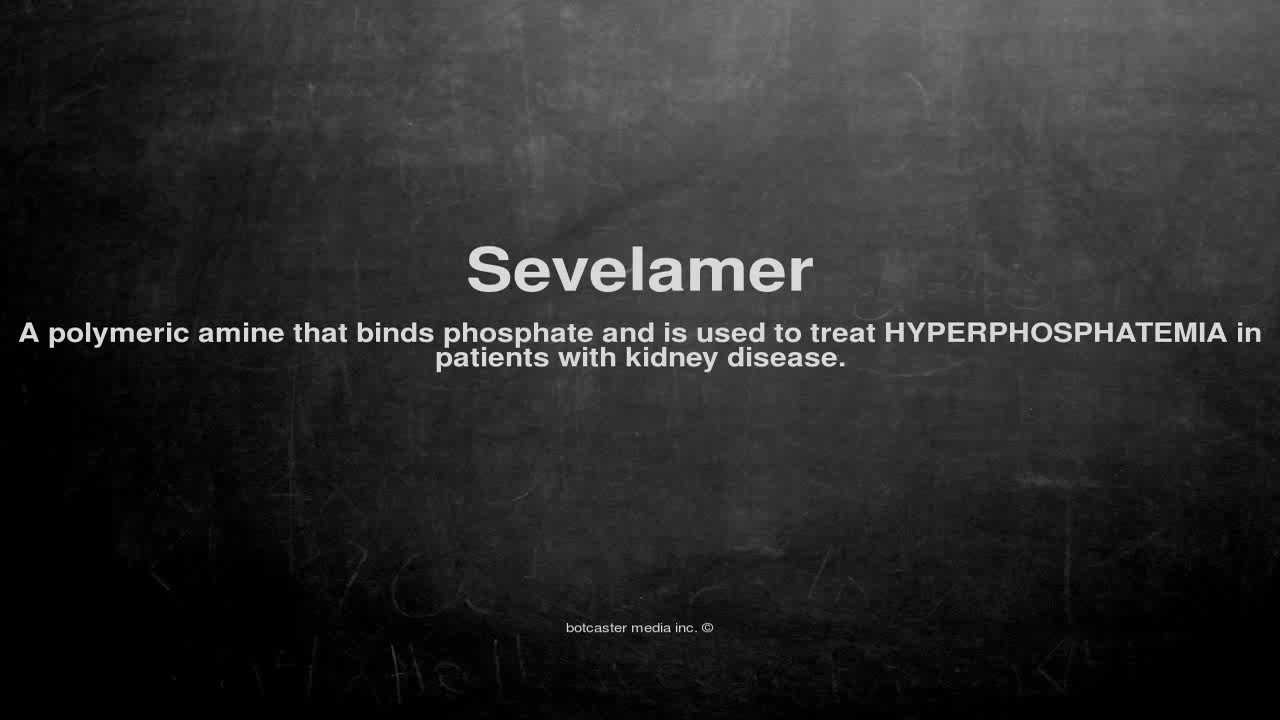 Sevelamer
A polymeric amine that binds phosphate and is used to treat HYPERPHOSPHATEMIA in
patients with kidney disease.
botcaster media inc. ©